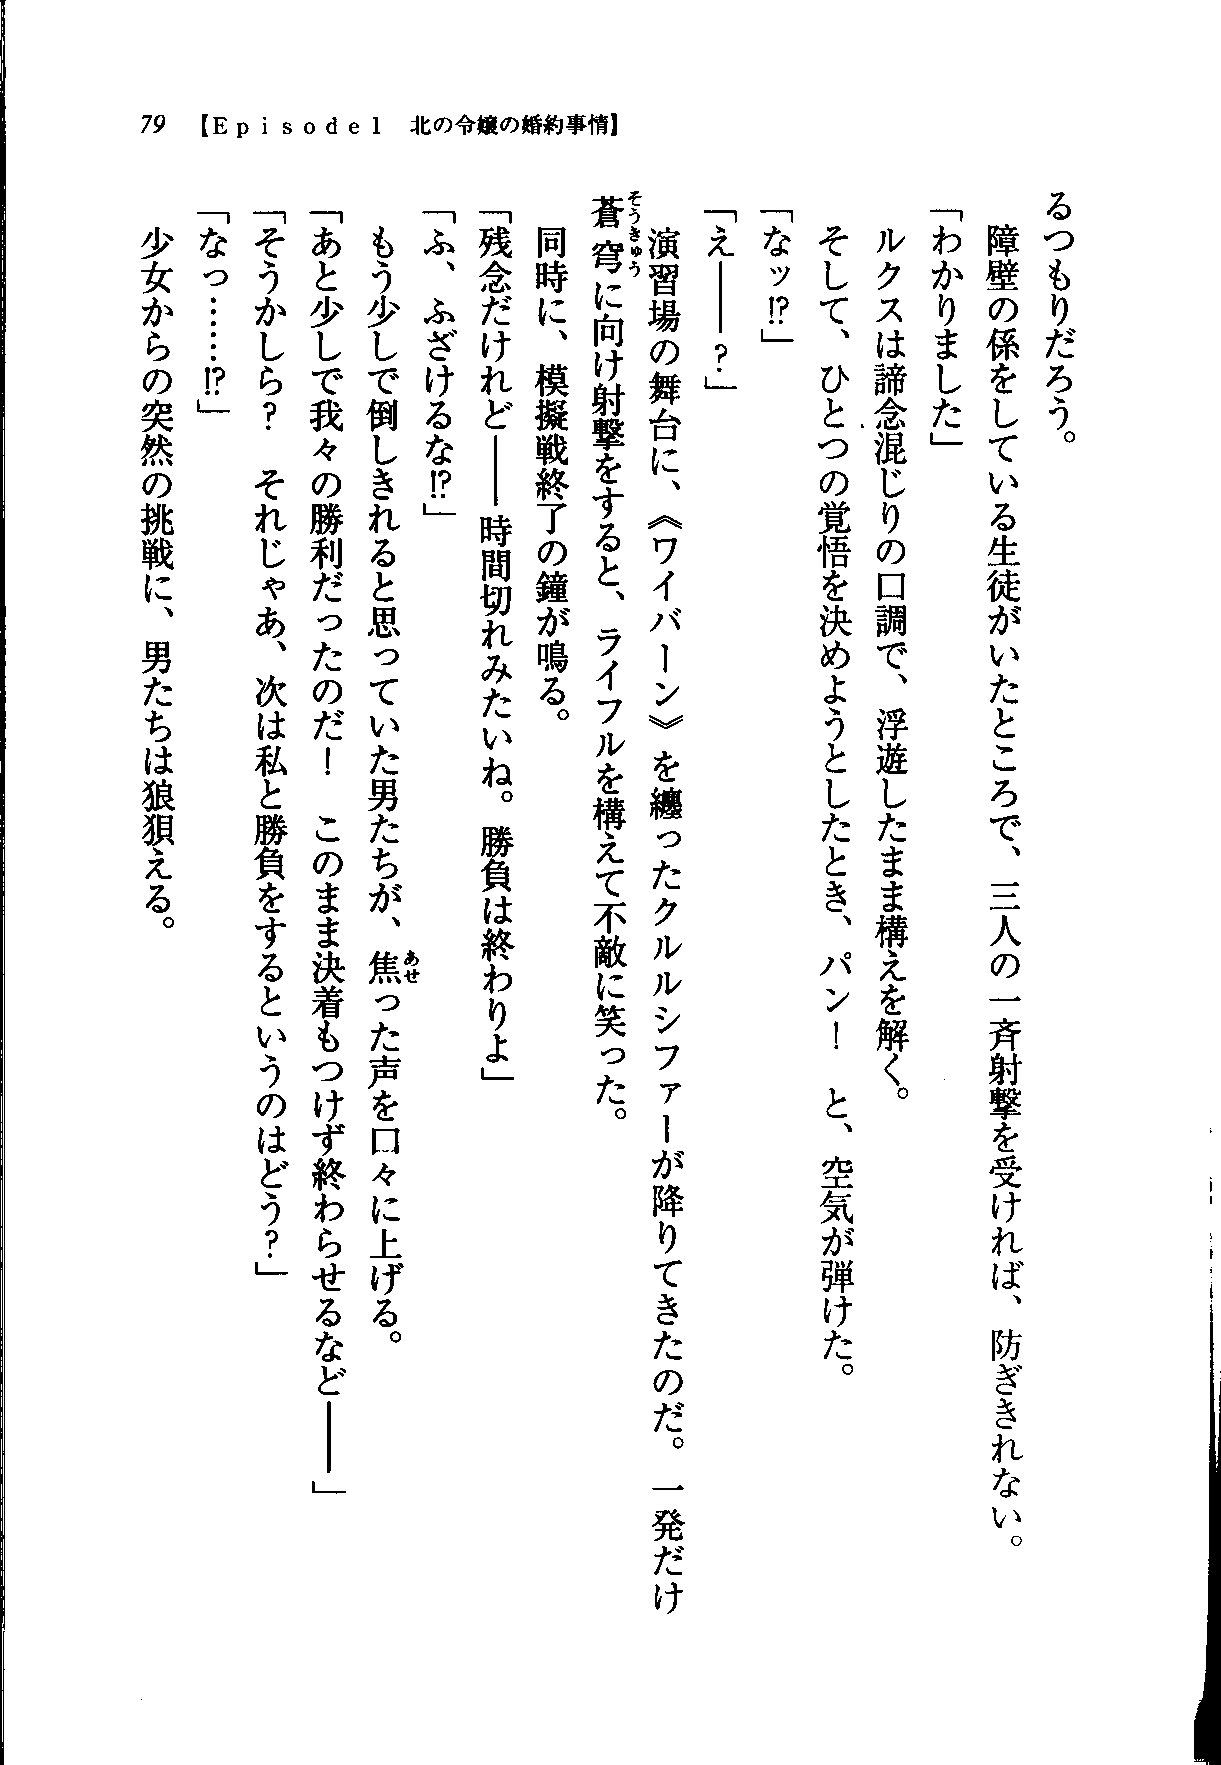 79 【Episode1 北の令嬢の婚約事情】
るつもりだろう。
障壁の係をしている生徒がいたところで、三人の一斉射撃を受ければ、防ぎきれない。
「わかりました」
ルクスは諦念混じりの口調で、浮遊したまま構えを解く。
そして、ひとつの覚悟を決めようとしたとき、パン！　と、空気が弾けた。
「なッ!?」
「え――？」
演習場の舞台に、《ワイバーン》を纏ったクルルシファーが降りてきたのだ。一発だけ
蒼穹に向け射撃をすると、ライフルを構えて不敵に笑った。
そうきゅう
同時に、模擬戦終了の鐘が鳴る。
「残念だけれど――時間切れみたいね。勝負は終わりよ」
「ふ、ふざけるな!?」
もう少しで倒しきれると思っていた男たちが、焦った声を口々に上げる。
あせ
「あと少しで我々の勝利だったのだ！　このまま決着もつけず終わらせるなど――」
「そうかしら？　それじゃあ、次は私と勝負をするというのはどう？」
「なっ……!?」
少女からの突然の挑戦に、男たちは狼狽える。